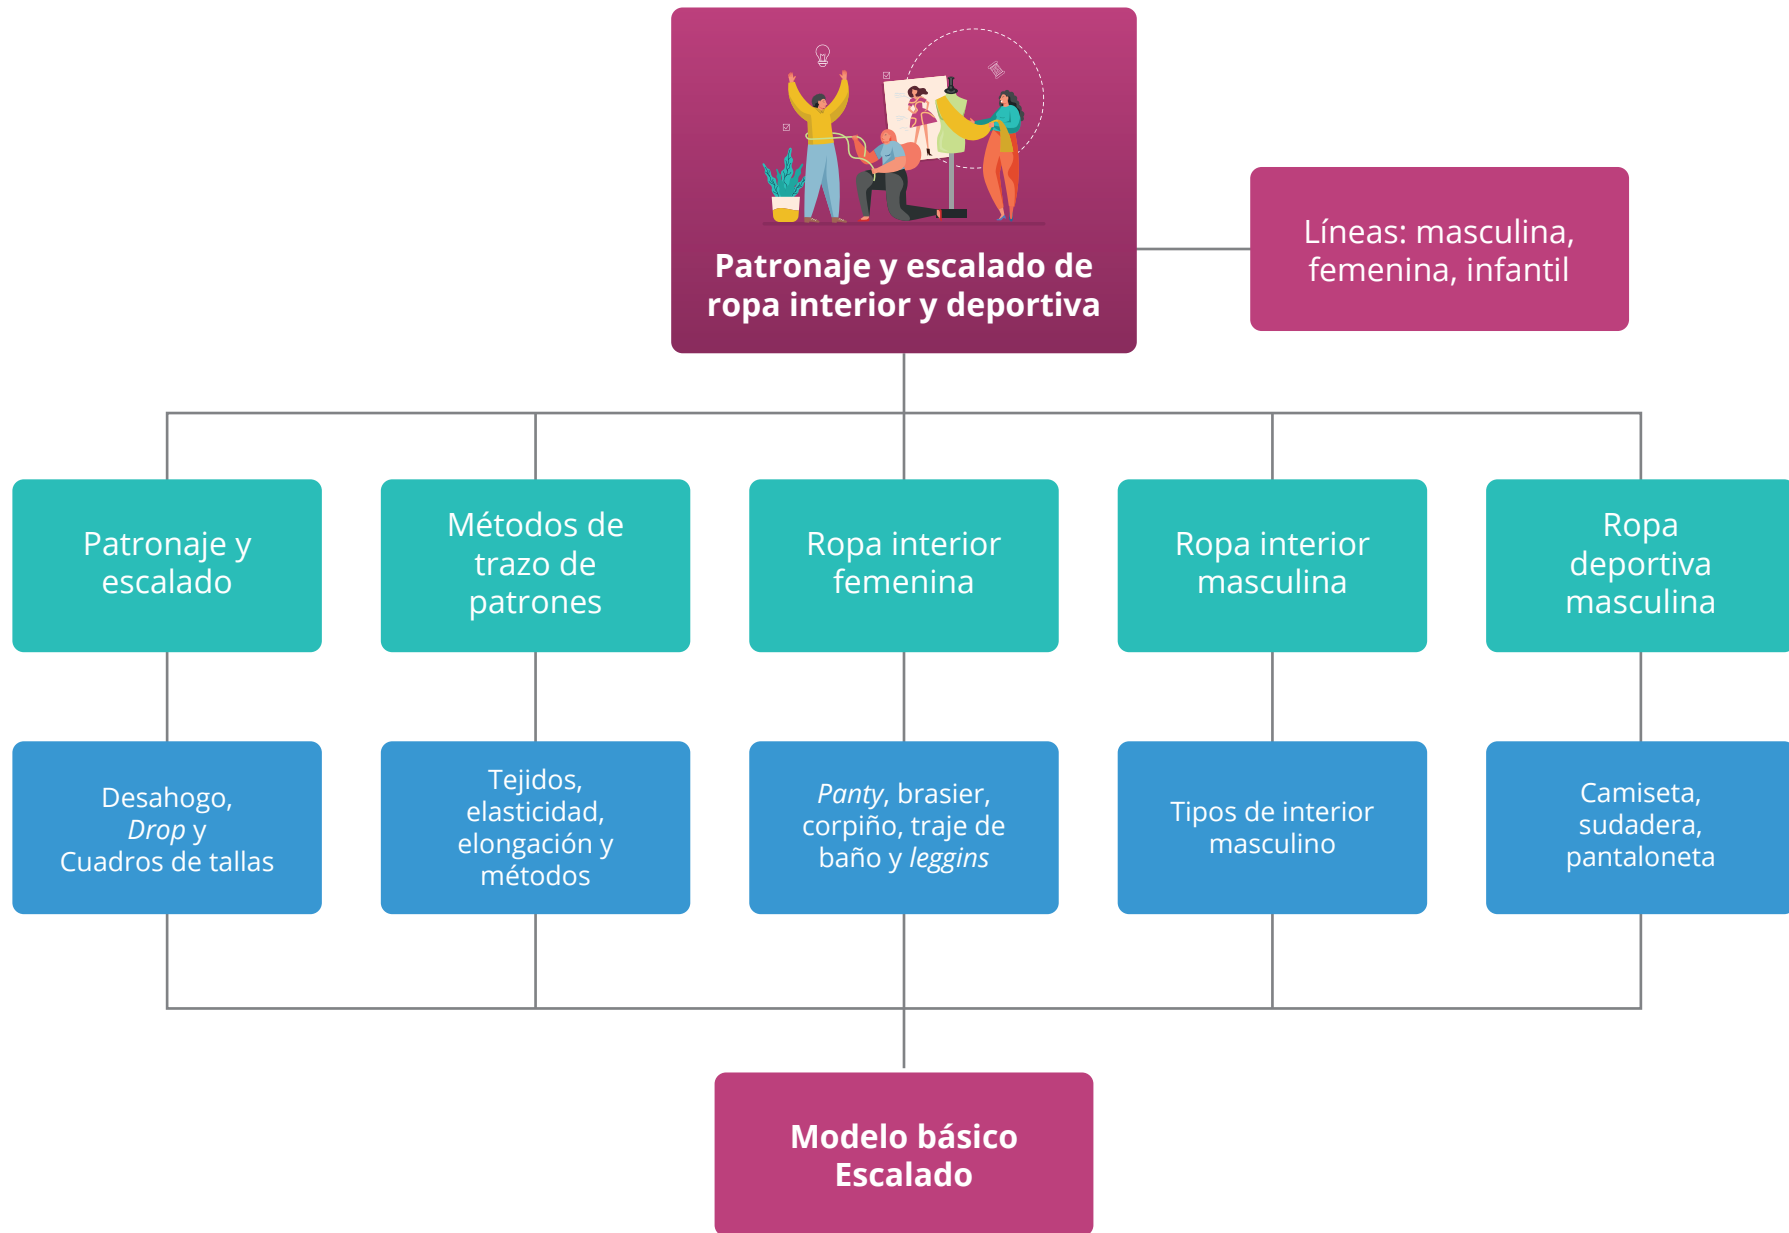 Patronaje y escalado de
ropa interior y deportiva
Líneas: masculina,
femenina, infantil
Patronaje y
escalado
Métodos de
trazo de
patrones
Ropa interior
femenina
Ropa interior
masculina
Ropa
deportiva
masculina
Desahogo,
Drop y
Cuadros de tallas
Tejidos,
elasticidad,
elongación y
métodos
Panty, brasier,
corpiño, traje de
baño y leggins
Tipos de interior
masculino
Camiseta,
sudadera,
pantaloneta
Modelo básico
Escalado